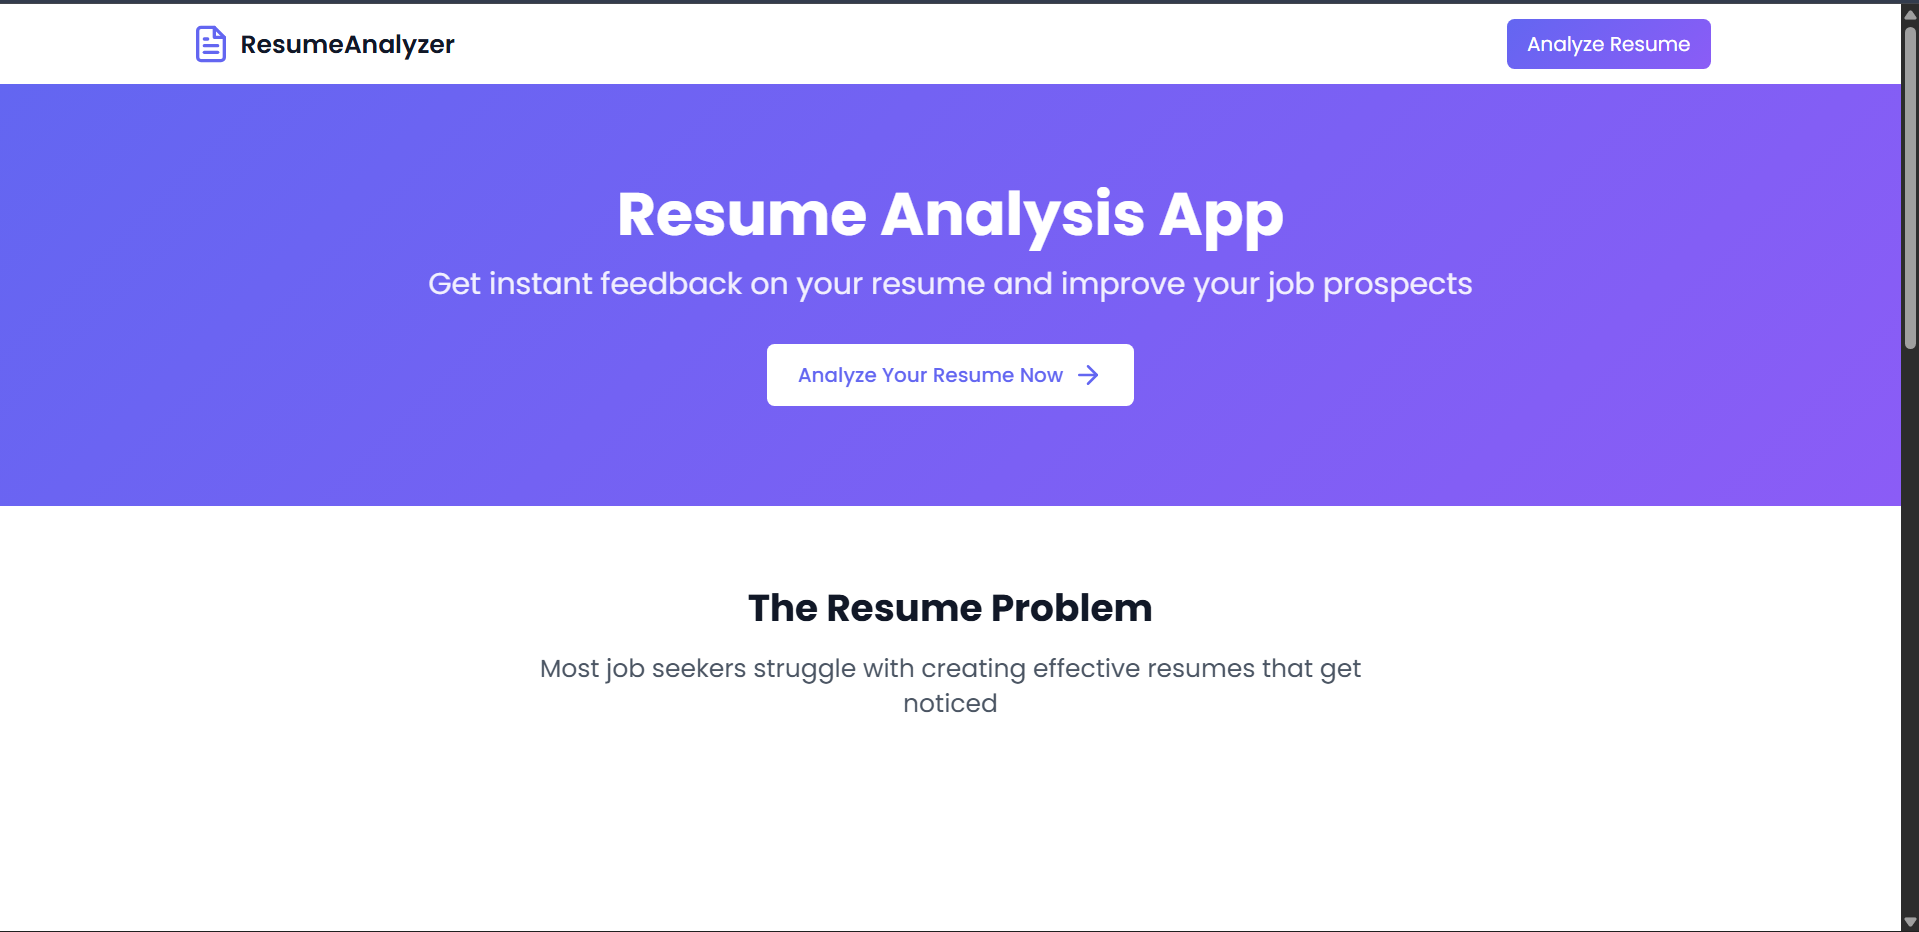 ResumeAnalyzer
Analyze Resume
Resume Analysis App
Get instant feedback on your resume and improve your job prospects
Analyze Your Resume Now
The Resume Problem
Most job seekers struggle with creating effective resumes that get
noticed